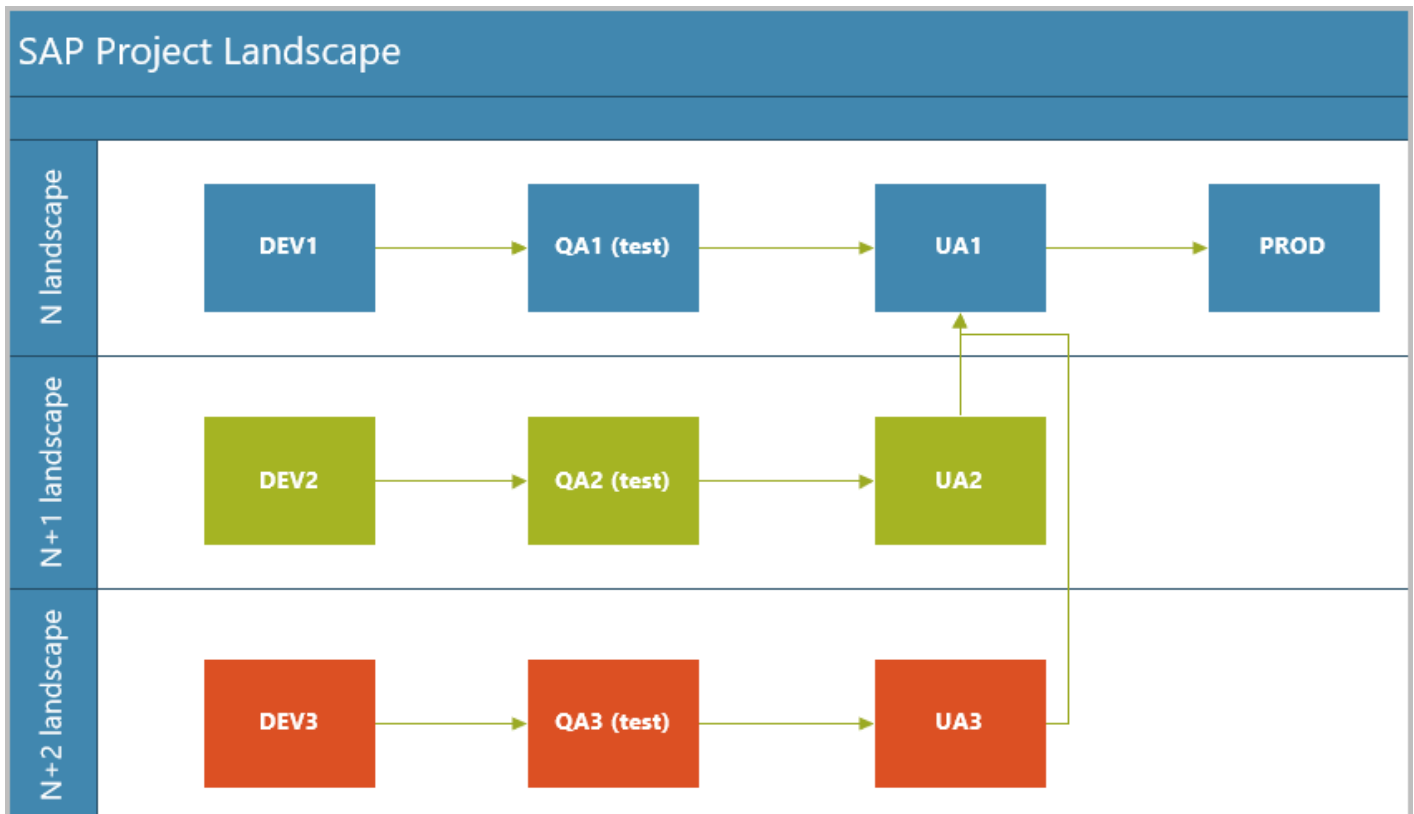 SAP Project Landscape
N landscape
DEV1
QA1 (test)
UA1
PROD
N+1 landscape
DEV2
QA2 (test)
UA2
N+2 landscape
DEV3
QA3 (test)
UA3